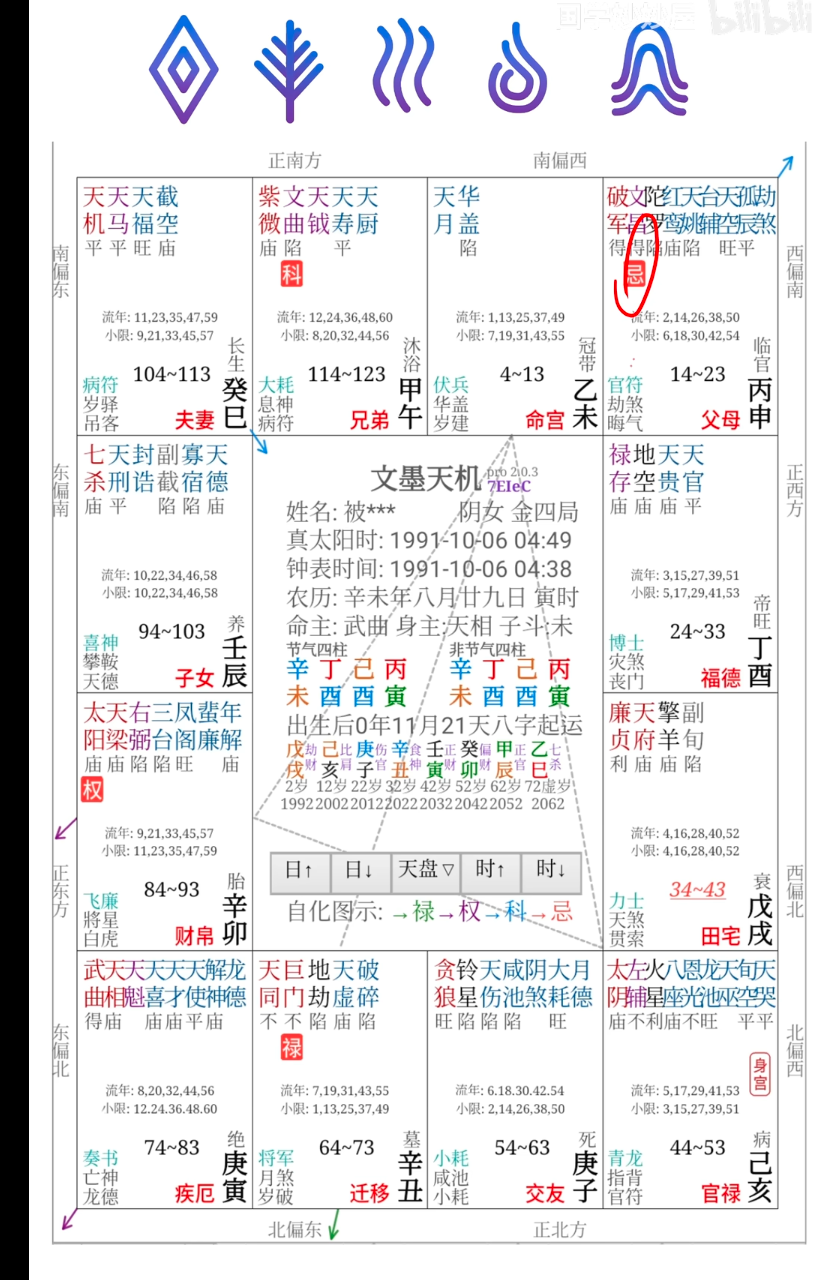 国学妙妙屋 bilibili
正南方
南偏西
南偏东
东偏南
正东方
东偏北
西偏南
正西方
西偏北
北偏西
北偏东
正北方
天天天截
机马福空
平平旺庙
流年: 11,23,35,47,59
小限: 9,21,33,45,57
长生
104~113
病符
岁驿
吊客
夫妻
癸巳
紫文天天天
微曲钺寿厨
庙陷 平
科
流年: 12,24,36,48,60
小限: 8,20,32,44,56
沐浴
114~123
大耗
息神
病符
兄弟
甲午
天华
月盖
陷
流年: 1,13,25,37,49
小限: 7,19,31,43,55
冠带
4~13
伏兵
华盖
岁建
命宫
乙未
破文陀红天台天孤劫
军昌罗鸾姚辅空辰煞
得得陷庙陷 旺平
忌
流年: 2,14,26,38,50
小限: 6,18,30,42,54
临官
14~23
官符
劫煞
晦气
父母
丙申
七天封副寡天
杀刑诰截宿德
庙平 陷陷庙
流年: 10,22,34,46,58
小限: 10,22,34,46,58
养
94~103
喜神
攀鞍
天德
子女
壬辰
文墨天机 pro 2.0.3
7EIeC
姓名: 被*** 阴女 金四局
真太阳时: 1991-10-06 04:49
钟表时间: 1991-10-06 04:38
农历: 辛未年八月廿九日 寅时
命主: 武曲 身主:天相 子斗:未
节气四柱 非节气四柱
辛丁己丙 辛丁己丙
未酉酉寅 未酉酉寅
出生后0年11月21天八字起运
戊劫 己比 庚伤 辛食 壬正 癸偏 甲正 乙七
戌财 亥肩 子官 丑神 寅财 卯财 辰官 巳杀
2岁 12岁 22岁 32岁 42岁 52岁 62岁 72虚岁
1992 2002 2012 2022 2032 2042 2052 2062
日↑ 日↓ 天盘▽ 时↑ 时↓
自化图示: →禄→权→科→忌
禄地天天
存空贵官
庙庙庙平
流年: 3,15,27,39,51
小限: 5,17,29,41,53
帝旺
24~33
博士
灾煞
丧门
福德
丁酉
太天右三凤蜚年
阳梁弼台阁廉解
庙庙陷陷旺 庙
权
流年: 9,21,33,45,57
小限: 11,23,35,47,59
胎
84~93
飞廉
將星
白虎
财帛
辛卯
廉天擎副
贞府羊旬
利庙庙陷
流年: 4,16,28,40,52
小限: 4,16,28,40,52
衰
34~43
力士
天煞
贯索
田宅
戊戌
武天天天天天解龙
曲相魁喜才使神德
得庙 庙庙平庙
流年: 8,20,32,44,56
小限: 12.24.36.48.60
绝
74~83
奏书
亡神
龙德
疾厄
庚寅
天巨地天破
同门劫虚碎
不不陷庙陷
禄
流年: 7,19,31,43,55
小限: 1,13,25,37,49
墓
64~73
将军
月煞
岁破
迁移
辛丑
贪铃天咸阴大月
狼星伤池煞耗德
旺陷陷陷 旺
流年: 6.18.30.42.54
小限: 2,14,26,38,50
死
54~63
小耗
咸池
小耗
交友
庚子
太左火八恩龙天旬天
阴辅星座光池巫空哭
庙不利庙不旺 平平
身宫
流年: 5,17,29,41,53
小限: 3,15,27,39,51
病
44~53
青龙
指背
官符
官禄
己亥